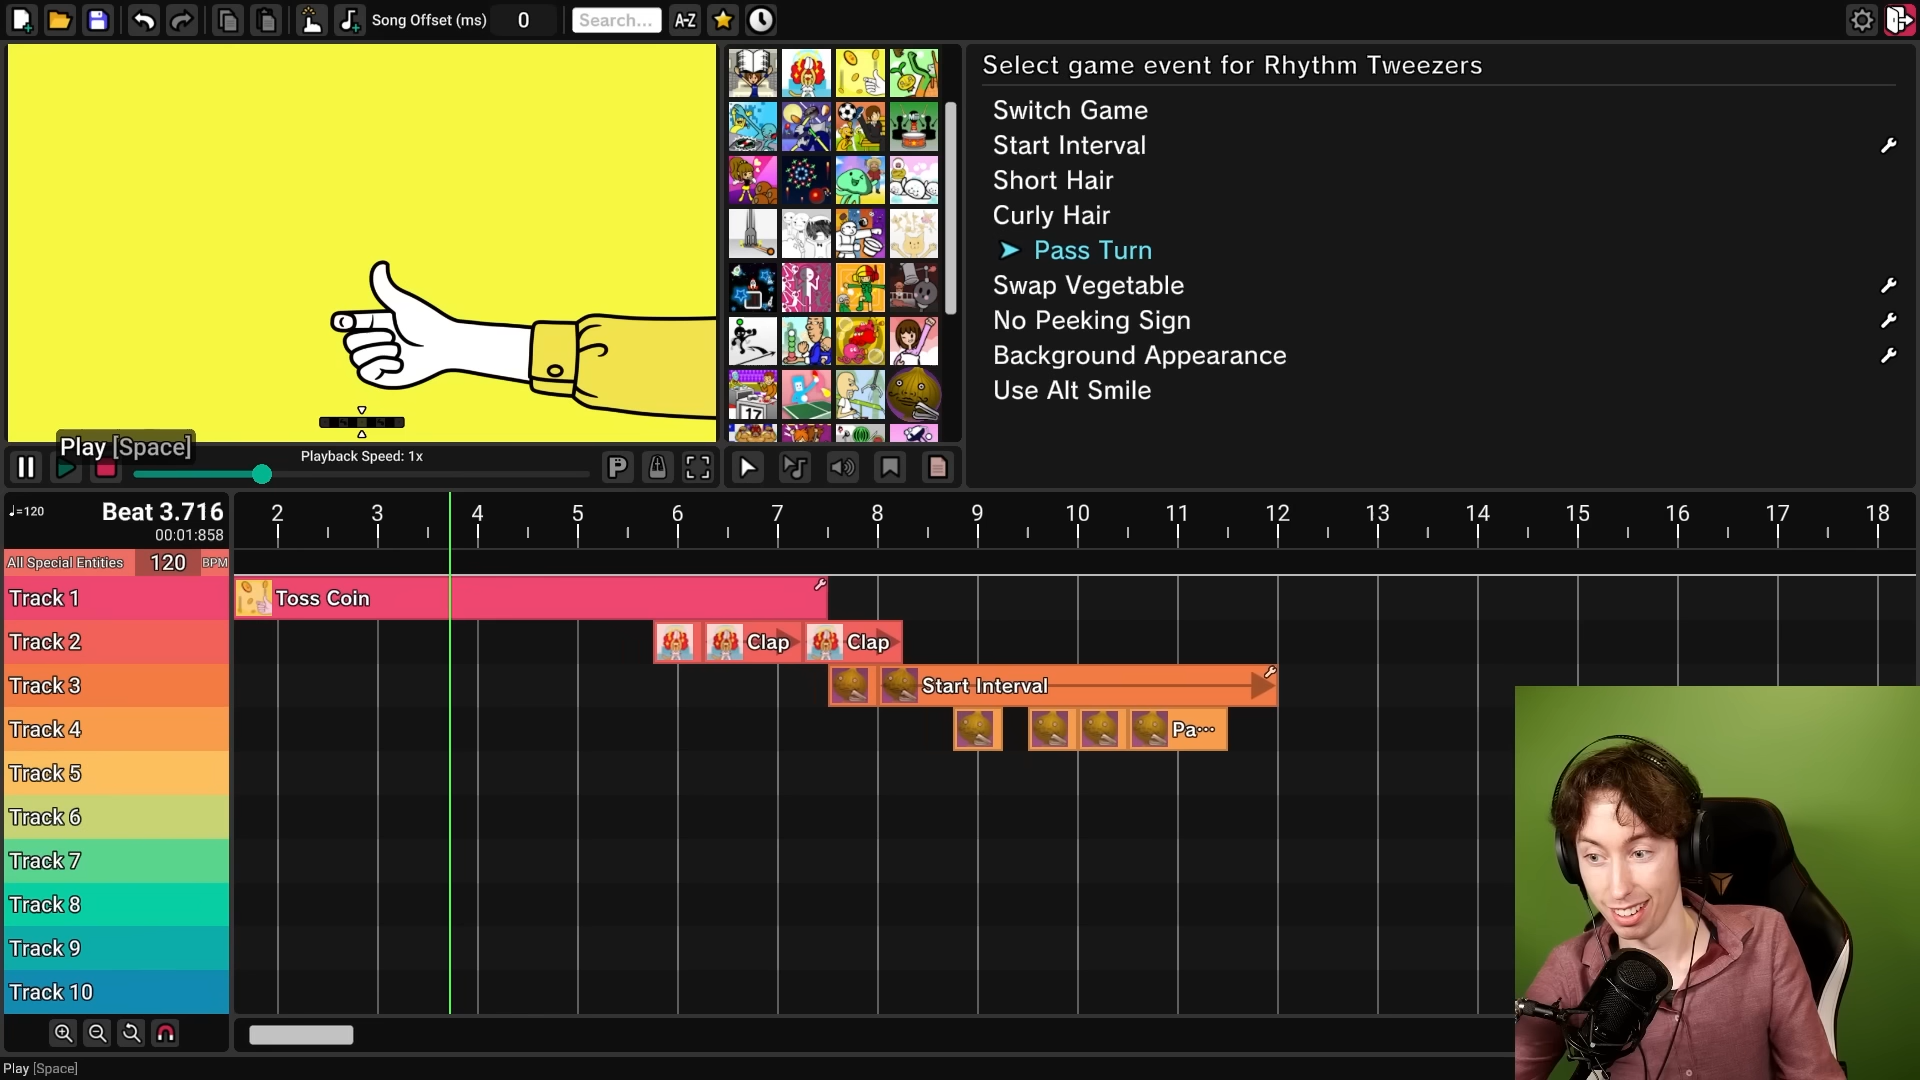 Song Offset (ms) 0 Search... A-Z
Select game event for Rhythm Tweezers
Switch Game
Start Interval
Short Hair
Curly Hair
Pass Turn
Swap Vegetable
No Peeking Sign
Background Appearance
Use Alt Smile
17
Play [Space]
Playback Speed: 1x
P
♩=120 Beat 3.716
00:01:858
2 3 4 5 6 7 8 9 10 11 12 13 14 15 16 17 18
All Special Entities 120 BPM
Track 1 Toss Coin
Track 2 Clap Clap
Track 3 Start Interval
Track 4 Pa...
Track 5
Track 6
Track 7
Track 8
Track 9
Track 10
Play [Space]